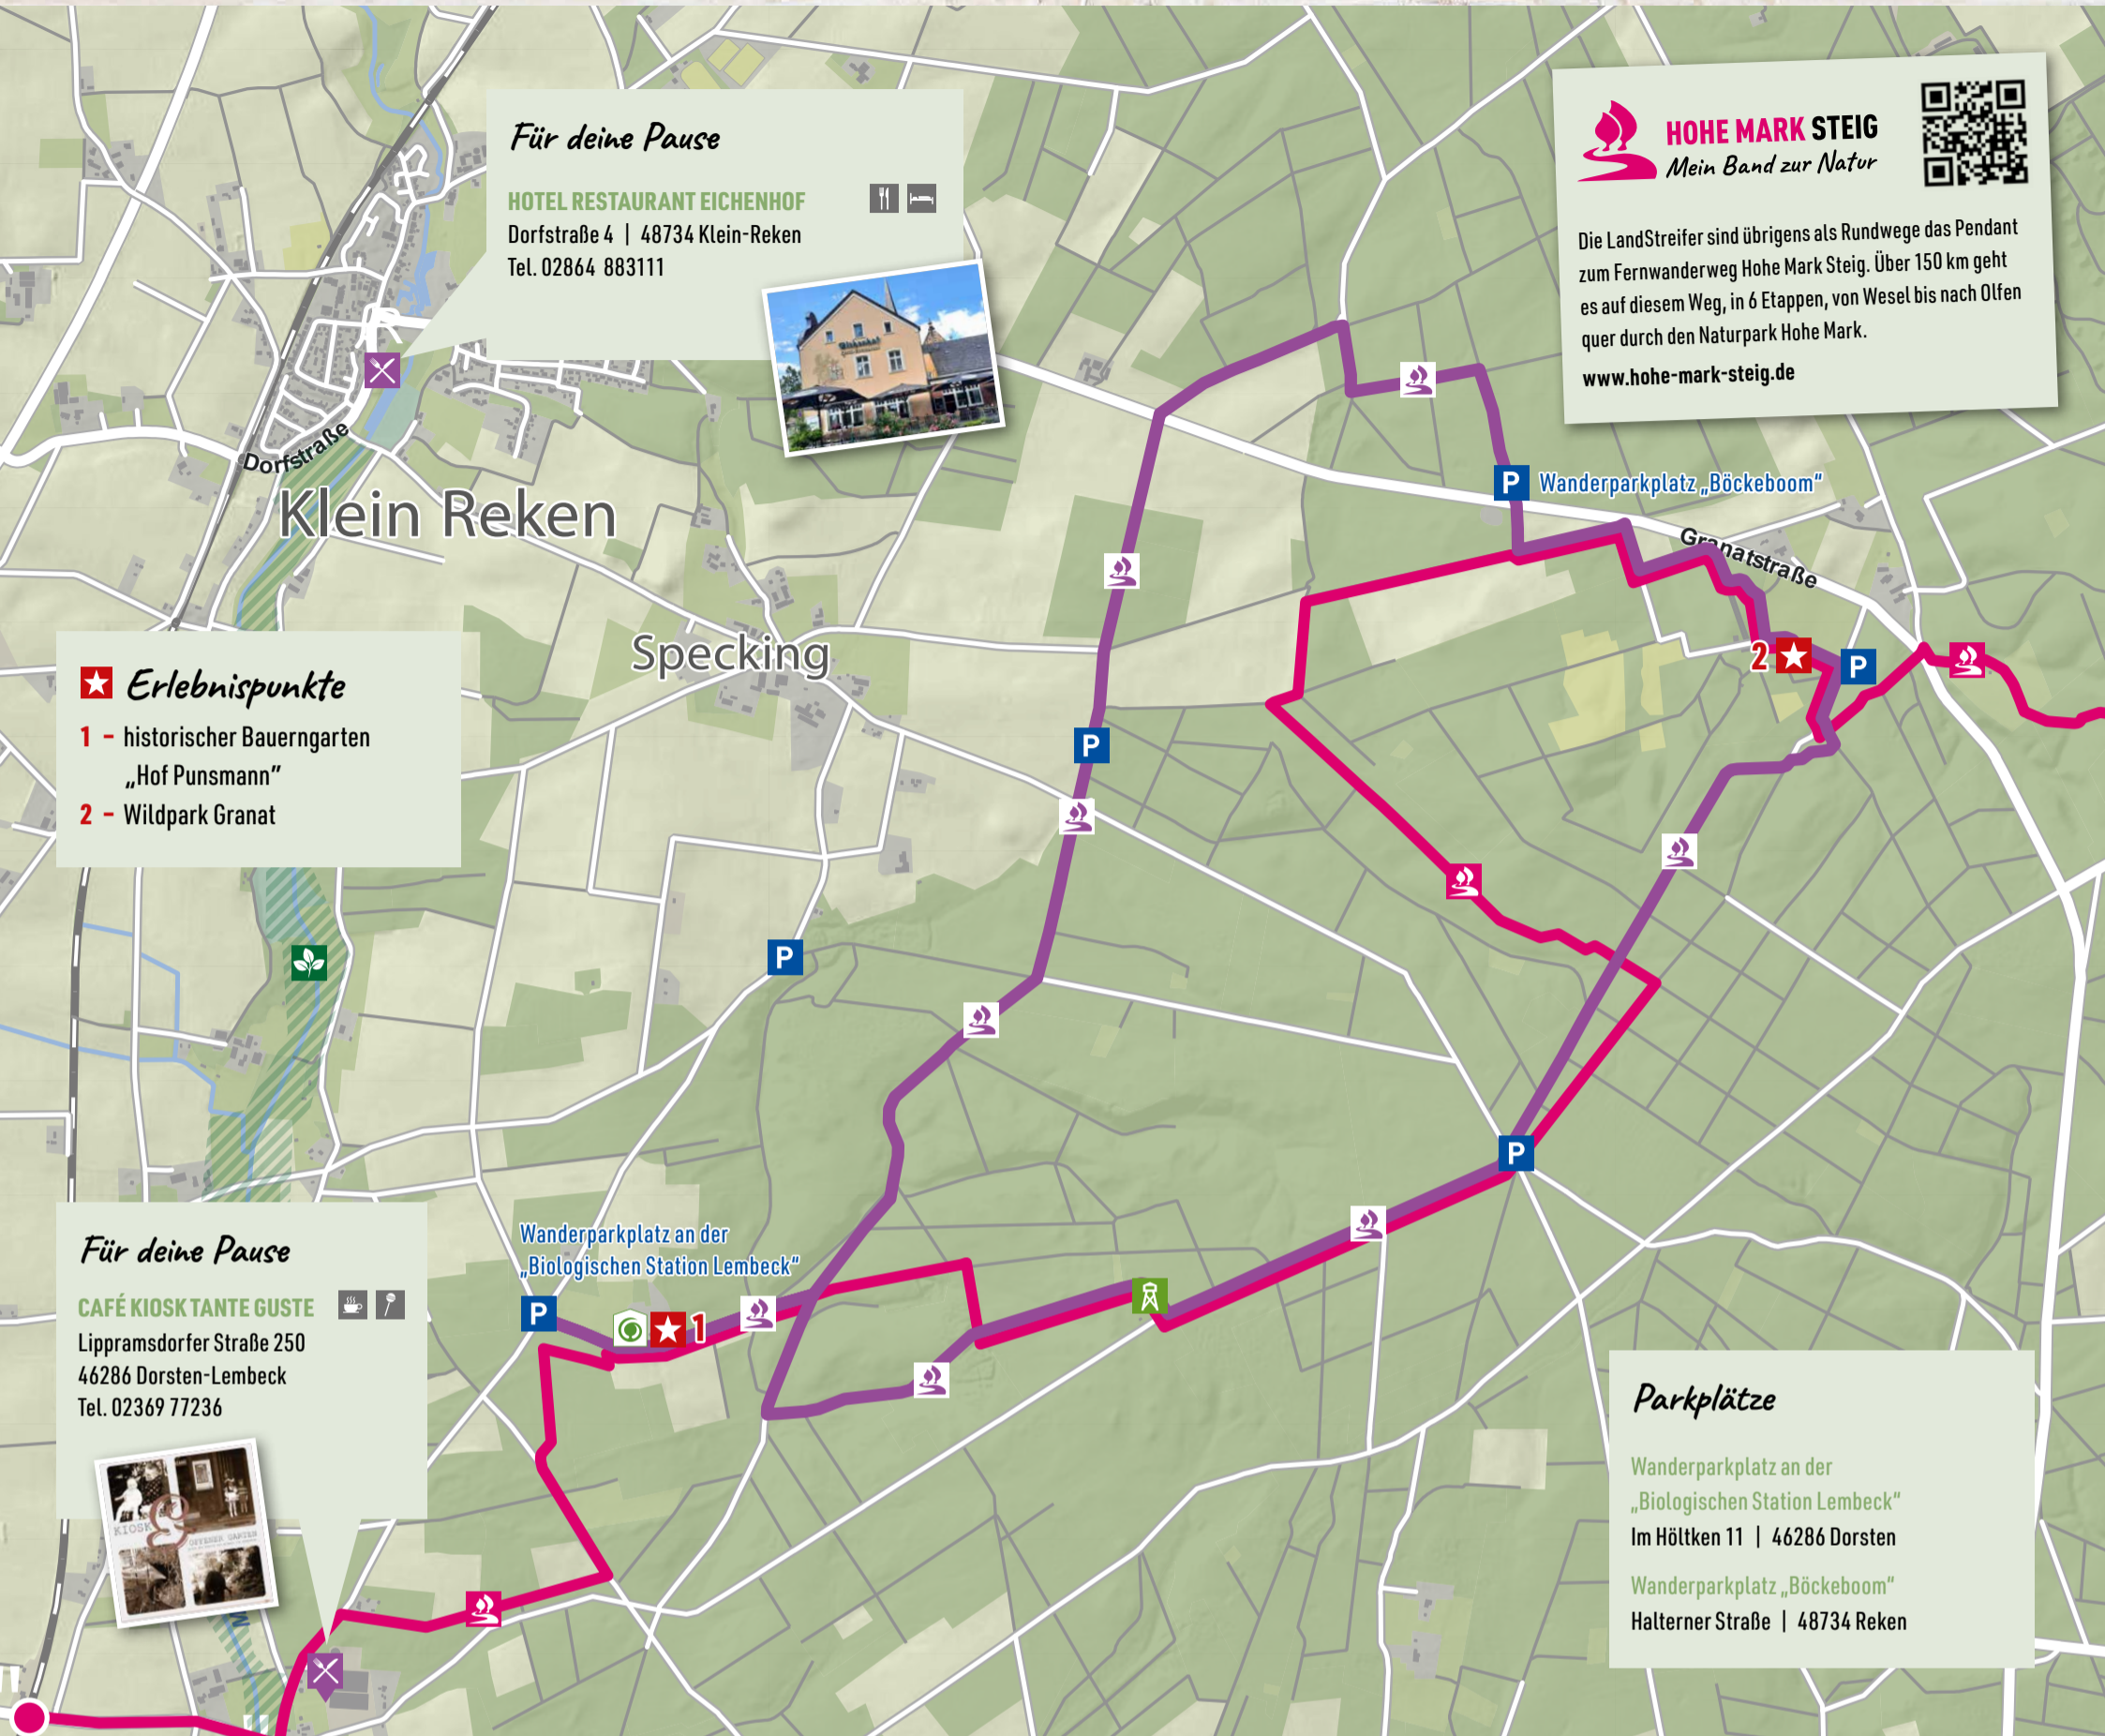 Für deine Pause
HOTEL RESTAURANT EICHENHOF
Dorfstraße 4 | 48734 Klein-Reken
Tel. 02864 883111
HOHE MARK STEIG
Mein Band zur Natur
Die LandStreifer sind übrigens als Rundwege das Pendant
zum Fernwanderweg Hohe Mark Steig. Über 150 km geht
es auf diesem Weg, in 6 Etappen, von Wesel bis nach Olfen
quer durch den Naturpark Hohe Mark.
www.hohe-mark-steig.de
Dorfstraße
Klein Reken
P Wanderparkplatz „Böckeboom“
Granatstraße
Specking
2
P
Erlebnispunkte
1 – historischer Bauerngarten
„Hof Punsmann”
2 – Wildpark Granat
P
P
P
Wanderparkplatz an der
„Biologischen Station Lembeck“
P
1
Für deine Pause
CAFÉ KIOSK TANTE GUSTE
Lippramsdorfer Straße 250
46286 Dorsten-Lembeck
Tel. 02369 77236
KIOSK
OFFENER GARTEN
Parkplätze
Wanderparkplatz an der
„Biologischen Station Lembeck“
Im Höltken 11 | 46286 Dorsten
Wanderparkplatz „Böckeboom“
Halterner Straße | 48734 Reken